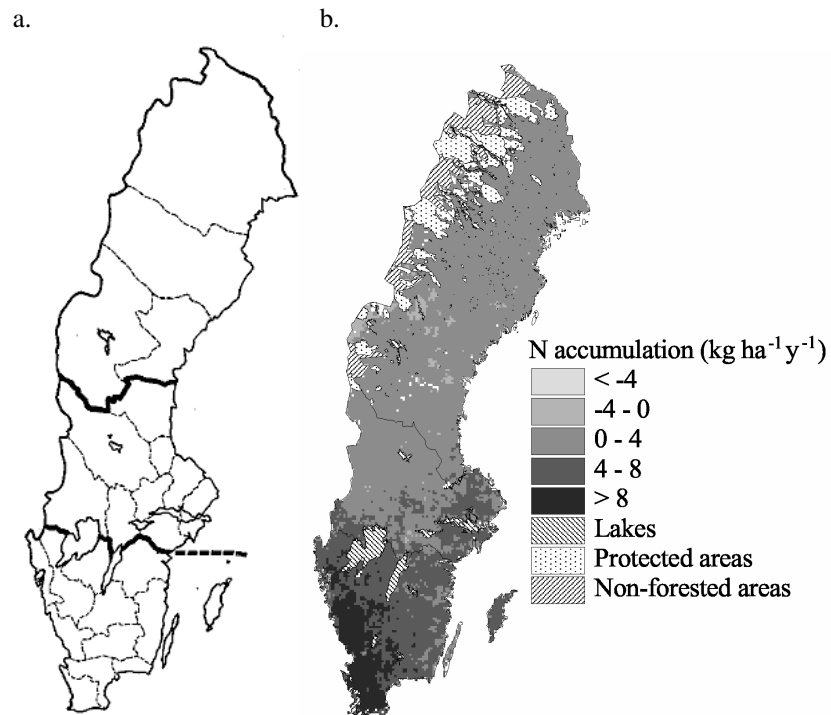 a.
b.
N accumulation (kg ha⁻¹ y⁻¹)
< -4
-4 - 0
0 - 4
4 - 8
> 8
Lakes
Protected areas
Non-forested areas